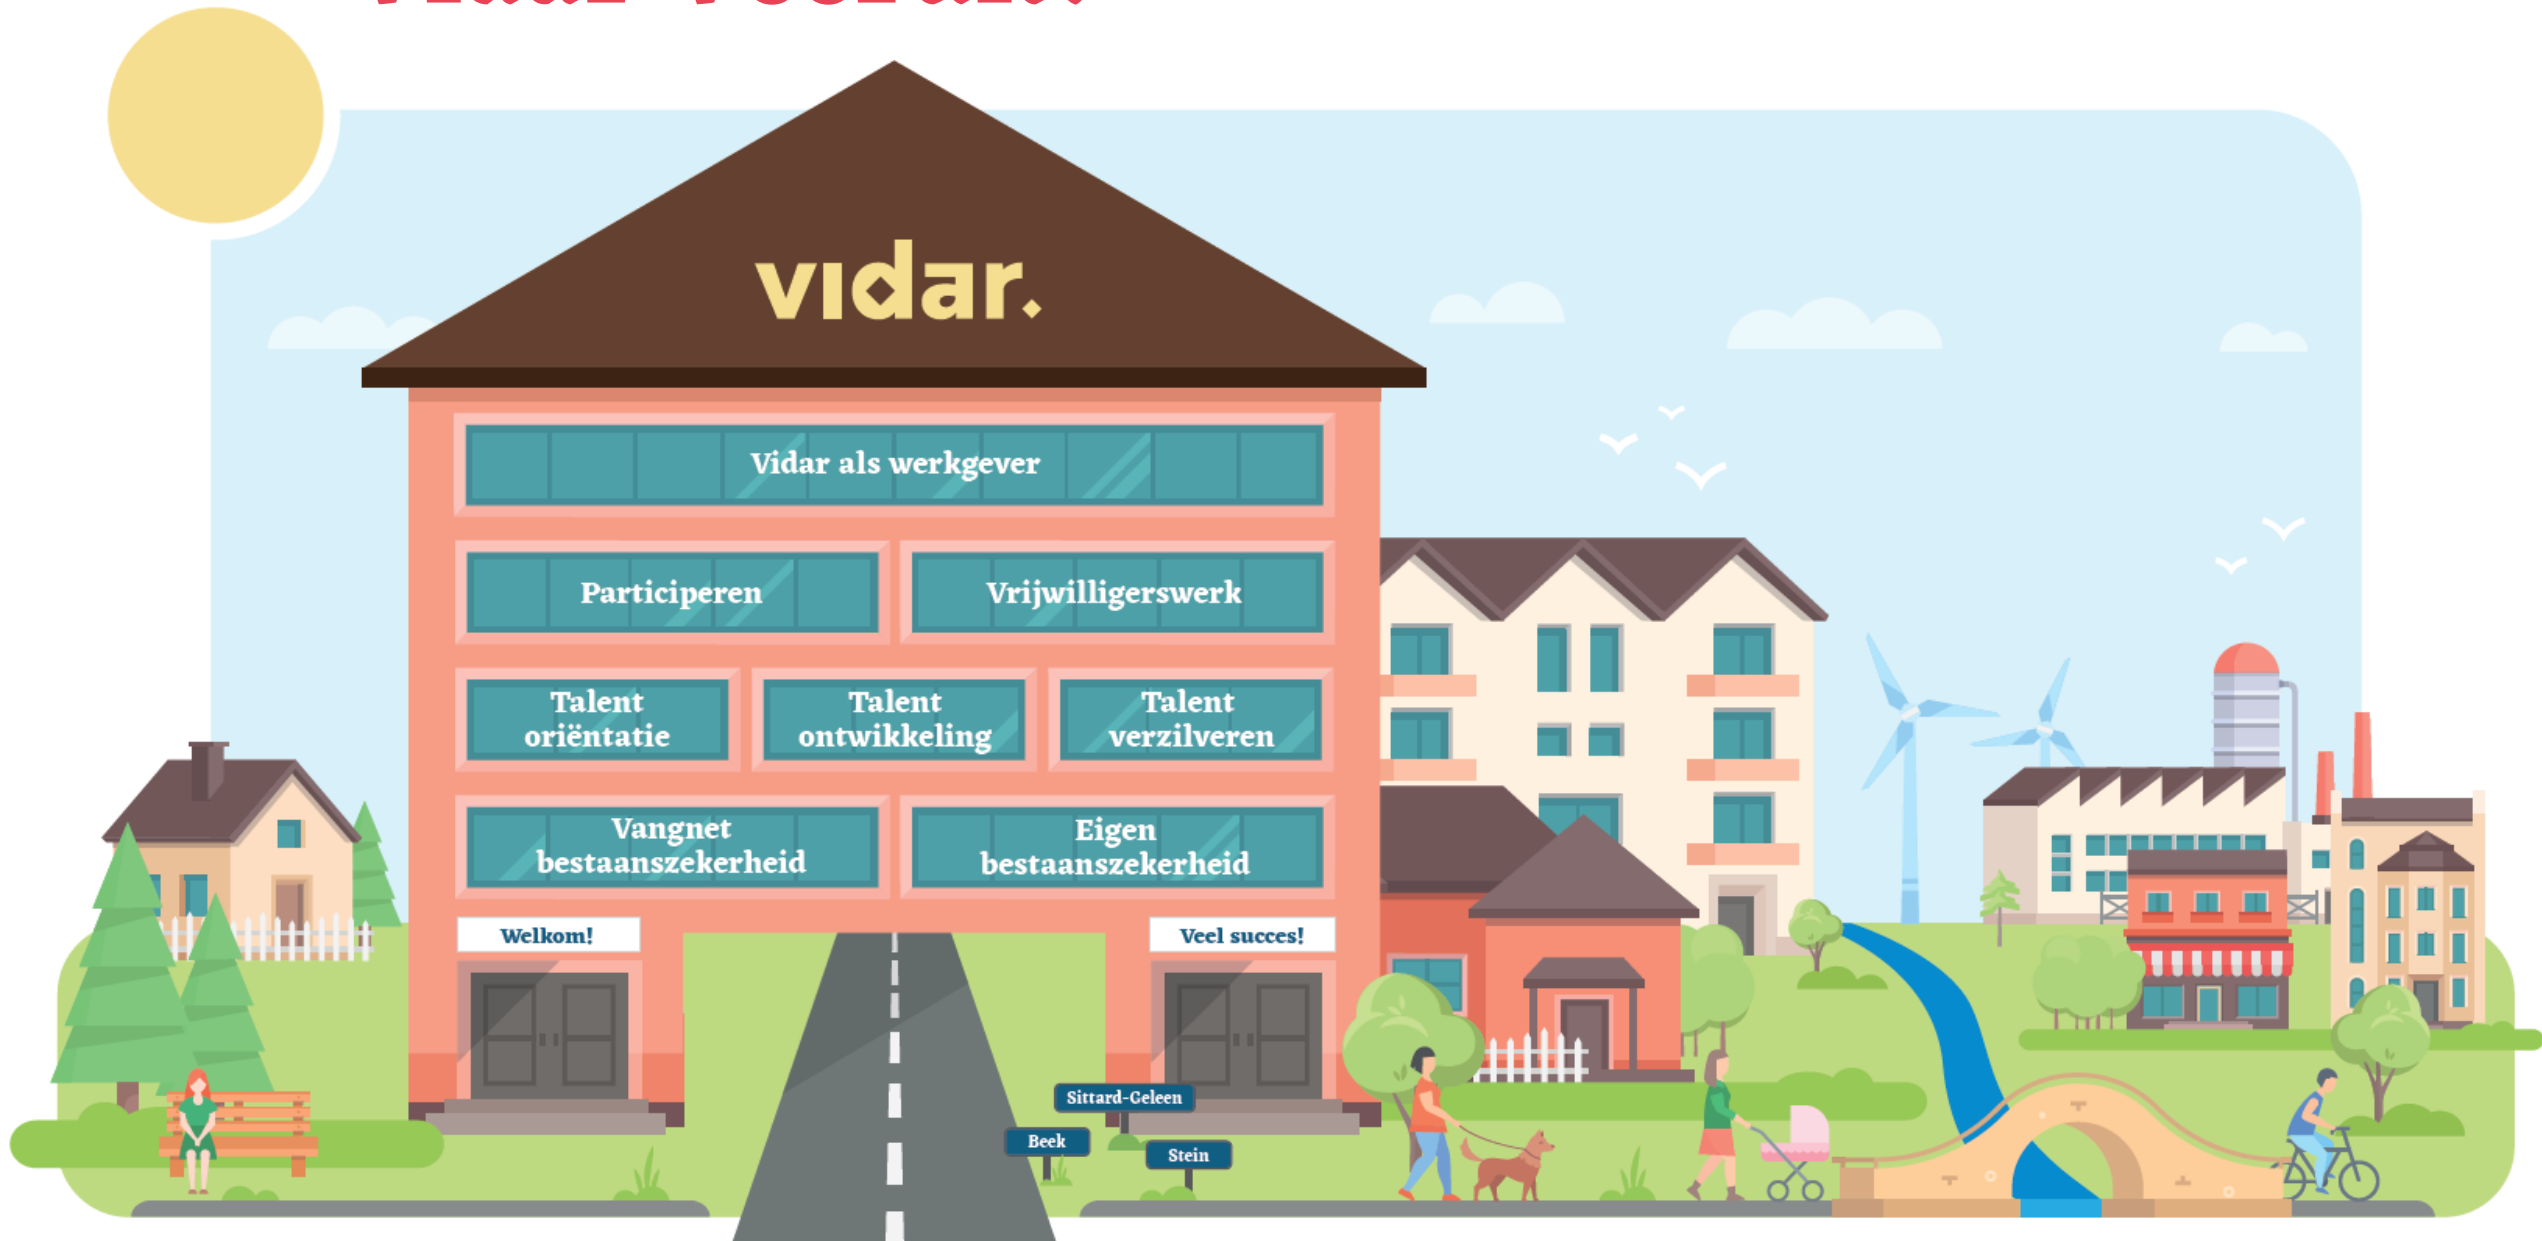 vidar.
Vidar als werkgever
Participeren
Vrijwilligerswerk
Talent
oriëntatie
Talent
ontwikkeling
Talent
verzilveren
Vangnet
bestaanszekerheid
Eigen
bestaanszekerheid
Welkom!
Veel succes!
Sittard-Geleen
Beek
Stein